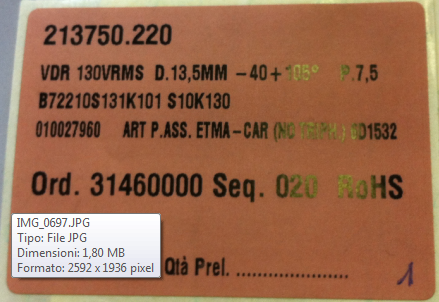 213750.220
VDR 130VRMS D.13,5MM -40+105° P.7,5
B72210S131K101 S10K130
010027960 ART P.ASS. ETMA-CAR
Ord. 31460000 Seq. 020 RoHS
IMG_0697.JPG
Tipo: File JPG
Dimensioni: 1,80 MB
Formato: 2592 x 1936 pixel
Qtà Prel. ....................
1